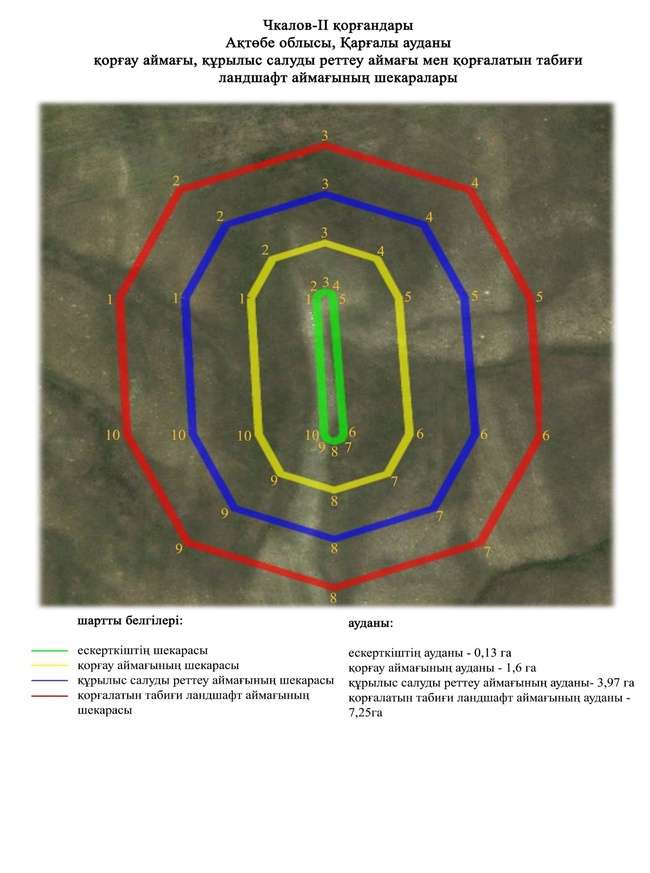 Чкалов-II қорғандары
Ақтөбе облысы, Қарғалы ауданы
қорғау аймағы, құрылыс салуды реттеу аймағы мен қорғалатын табиғи
ландшафт аймағының шекаралары
3
2
4
3
2
4
3
2
4
2 3 4
1
1
1
1
5
5
5
5
10
10
10
10
6
6
6
6
9
8
7
9
7
8
9
7
8
9
7
8
шартты белгілері:
ескерткіштің шекарасы
қорғау аймағының шекарасы
құрылыс салуды реттеу аймағының шекарасы
қорғалатын табиғи ландшафт аймағының
шекарасы
ауданы:
ескерткіштің ауданы - 0,13 га
қорғау аймағының ауданы - 1,6 га
құрылыс салуды реттеу аймағының ауданы- 3,97 га
қорғалатын табиғи ландшафт аймағының ауданы -
7,25га